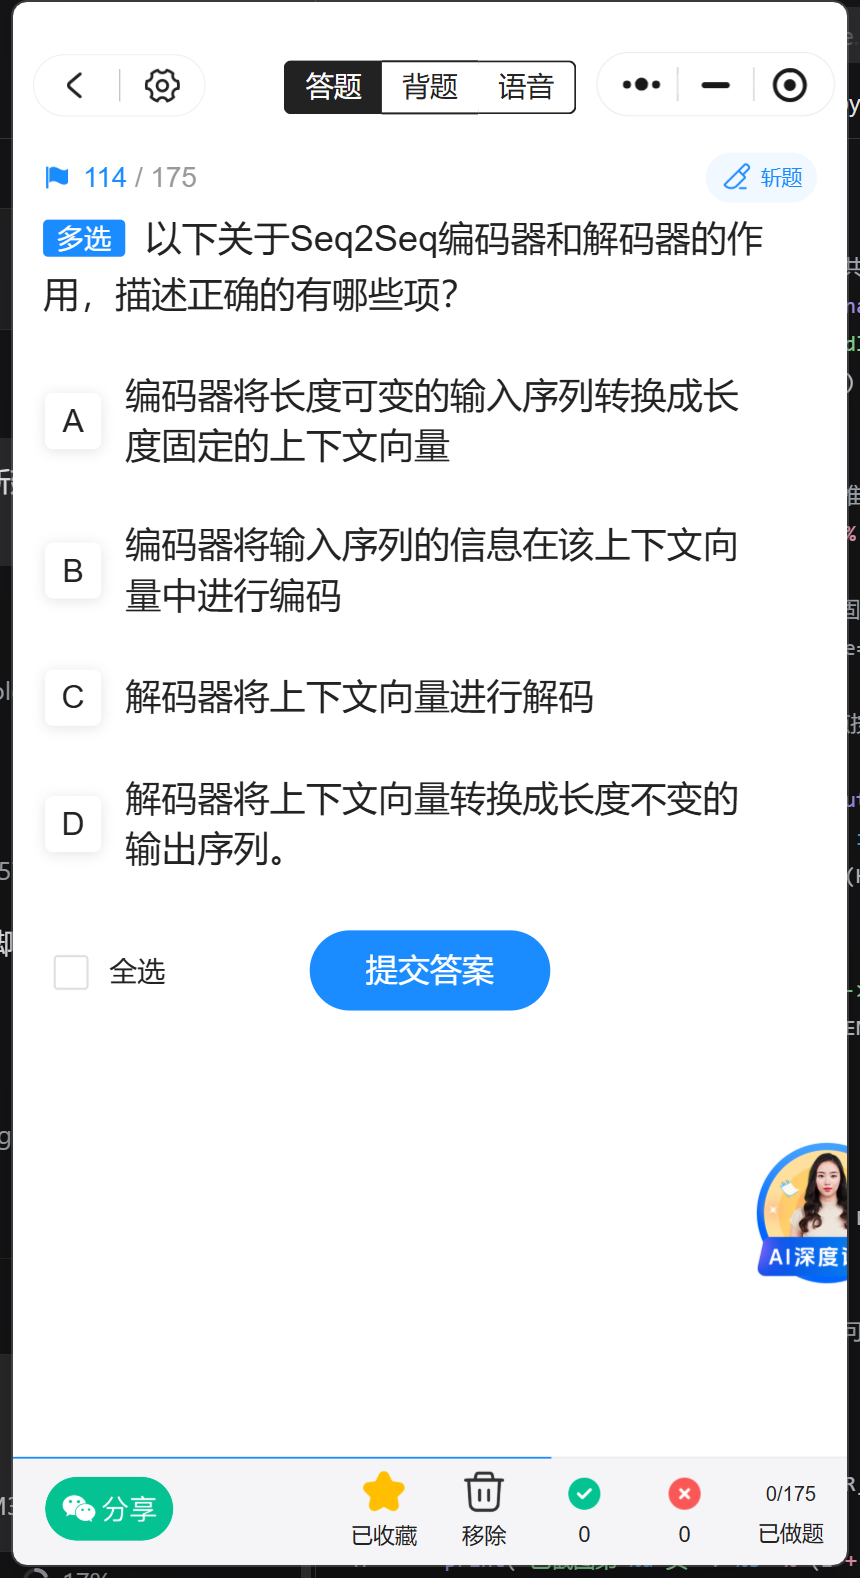 答题 背题 语音
114 / 175
斩题
多选 以下关于Seq2Seq编码器和解码器的作
用，描述正确的有哪些项？
A 编码器将长度可变的输入序列转换成长
度固定的上下文向量
B 编码器将输入序列的信息在该上下文向
量中进行编码
C 解码器将上下文向量进行解码
D 解码器将上下文向量转换成长度不变的
输出序列。
全选 提交答案
AI深度
分享
已收藏
移除
0
0
0/175
已做题
17%